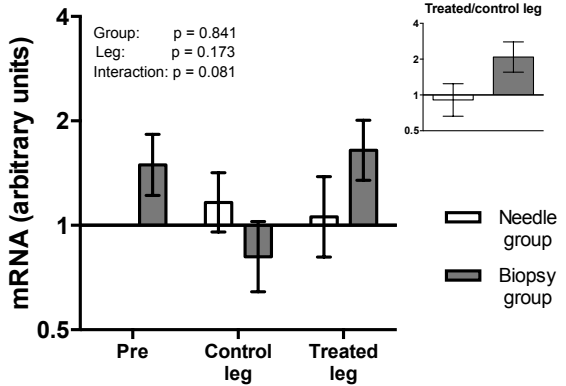 Group: p = 0.841
Leg: p = 0.173
Interaction: p = 0.081
mRNA (arbitrary units)
4
2
1
0.5
Pre
Control leg
Treated leg
Treated/control leg
4
2
1
0.5
Needle
group
Biopsy
group